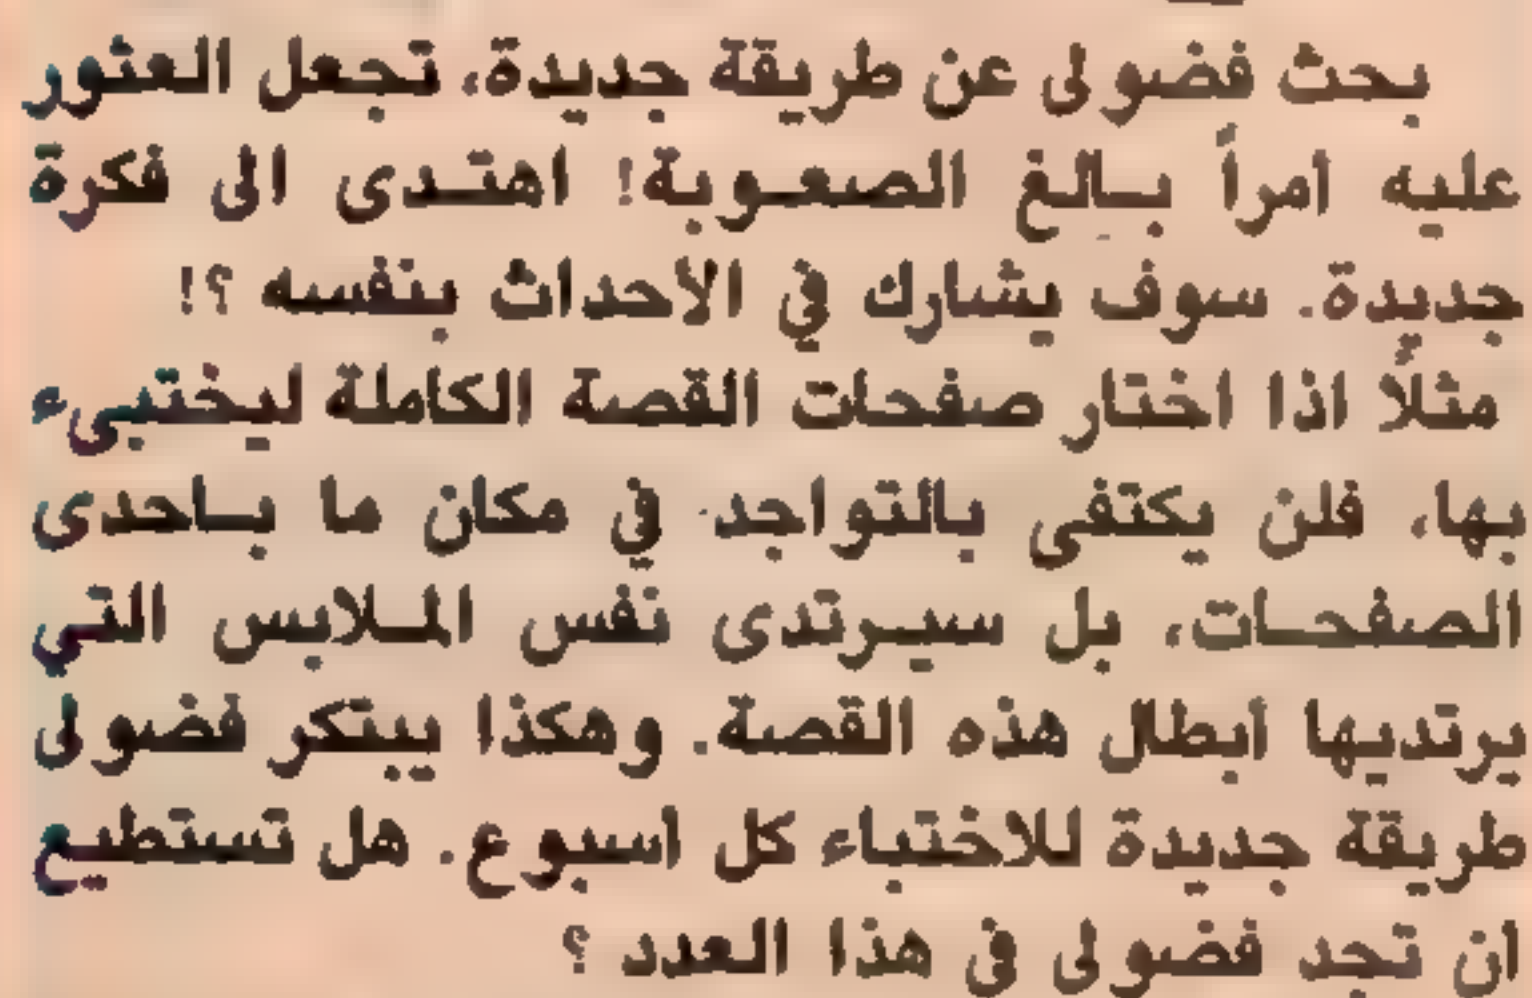 بحث فضولى عن طريقة جديدة، تجعل العثور
عليه أمراً بالغ الصعوبة! اهتدى الى فكرة
جديدة. سوف يشارك في الأحداث بنفسه ؟!
مثلاً اذا اختار صفحات القصة الكاملة ليختبىء
بها، فلن يكتفى بالتواجد في مكان ما باحدى
الصفحات، بل سيرتدى نفس الملابس التي
يرتديها أبطال هذه القصة. وهكذا يبتكر فضولى
طريقة جديدة للاختباء كل اسبوع. هل تستطيع
ان تجد فضولى فى هذا العدد ؟